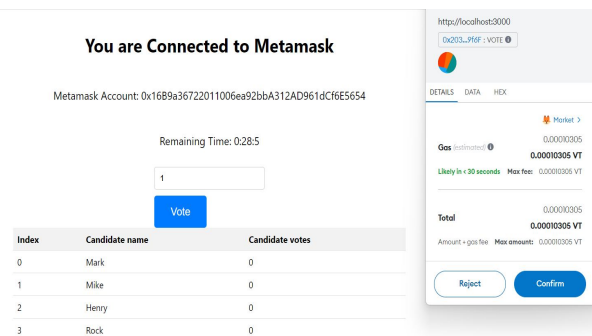 You are Connected to Metamask
Metamask Account: 0x16B9a36722011006ea92bbA312AD961dCf6E5654
Remaining Time: 0:28:5
1
Vote
Index Candidate name Candidate votes
0 Mark 0
1 Mike 0
2 Henry 0
3 Rock 0
http://localhost:3000
0x203...9f6F : VOTE
DETAILS DATA HEX
Market >
Gas (estimated) 0.00010305
0.00010305 VT
Likely in < 30 seconds Max fee: 0.00010305 VT
Total 0.00010305
0.00010305 VT
Amount + gas fee Max amount: 0.00010305 VT
Reject Confirm